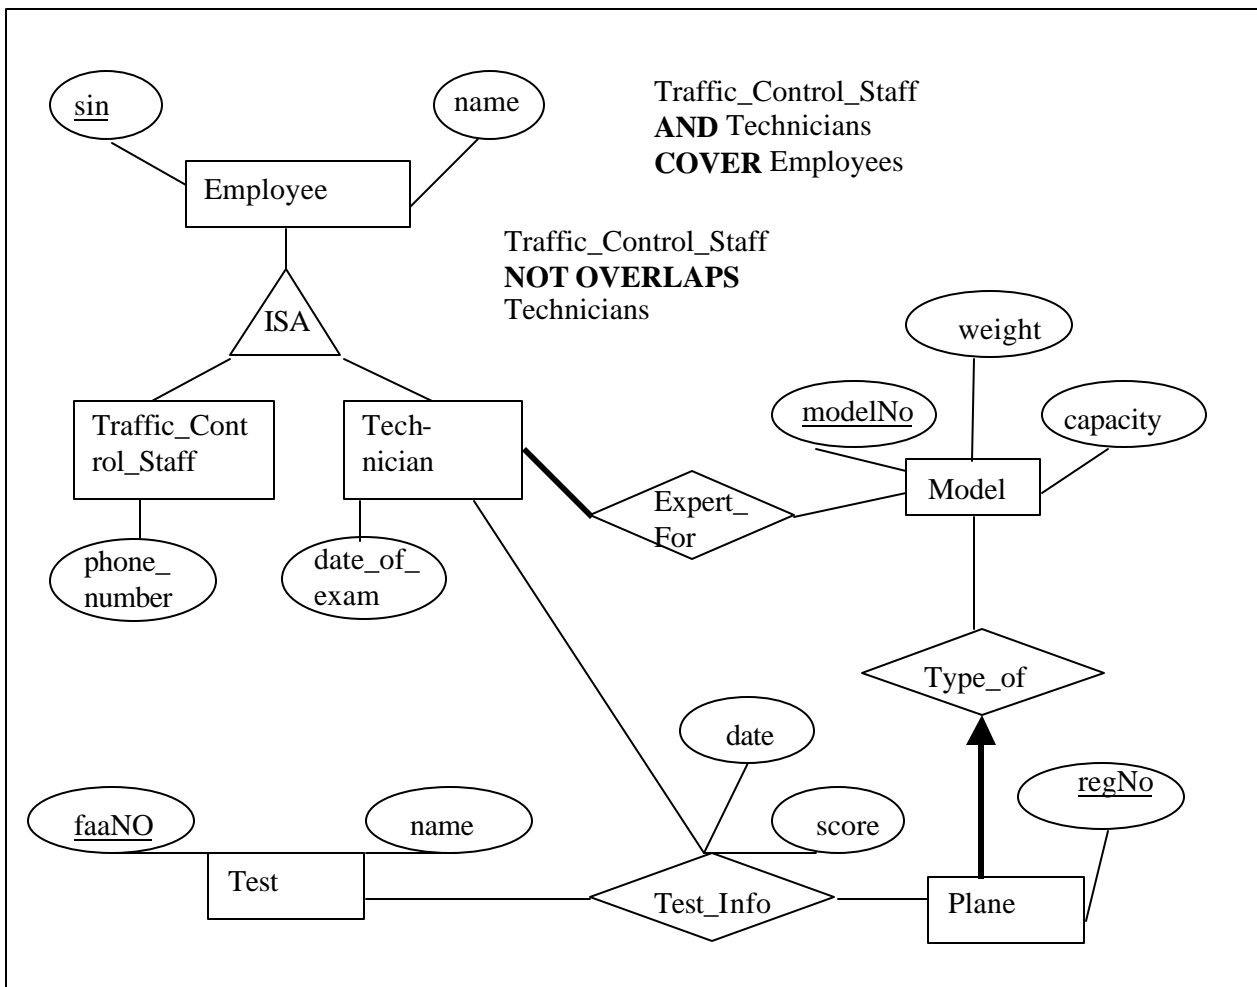 sin
name
Traffic_Control_Staff
AND Technicians
COVER Employees
Employee
Traffic_Control_Staff
NOT OVERLAPS
Technicians
ISA
weight
modelNo
capacity
Traffic_Cont
rol_Staff
Tech-
nician
Model
Expert_
For
phone_
number
date_of_
exam
Type_of
date
regNo
faaNO
name
score
Test
Test_Info
Plane